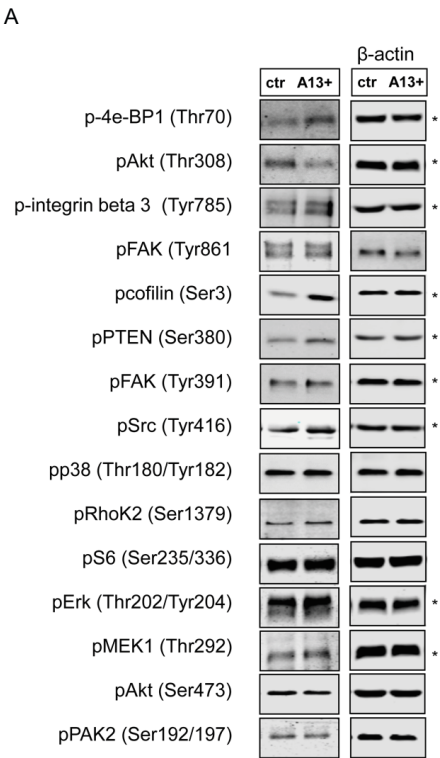 A
β-actin
ctr A13+ ctr A13+
p-4e-BP1 (Thr70) *
pAkt (Thr308) *
p-integrin beta 3 (Tyr785) *
pFAK (Tyr861
pcofilin (Ser3) *
pPTEN (Ser380) *
pFAK (Tyr391) *
pSrc (Tyr416) *
pp38 (Thr180/Tyr182)
pRhoK2 (Ser1379)
pS6 (Ser235/336)
pErk (Thr202/Tyr204) *
pMEK1 (Thr292) *
pAkt (Ser473)
pPAK2 (Ser192/197)